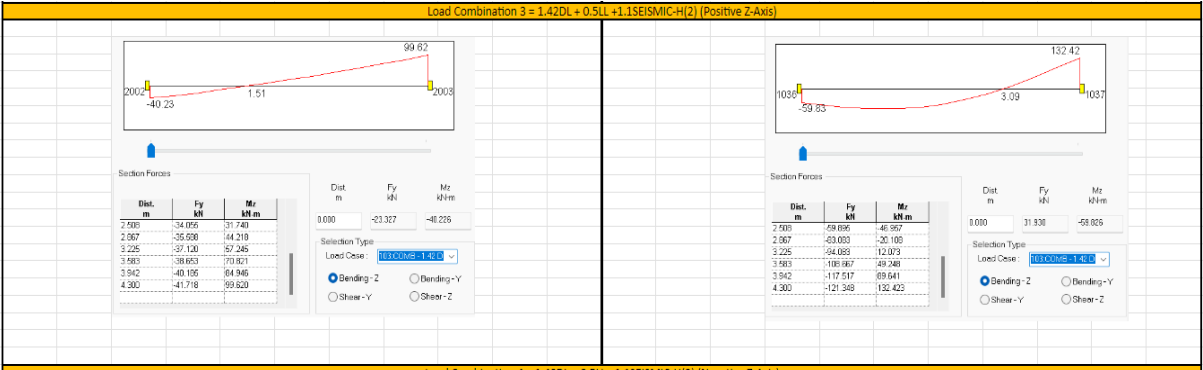 Load Combination 3 = 1.42DL + 0.5LL +1.1SEISMIC-H(2) (Positive Z-Axis)
99.62
2002
-40.23
1.51
2003
Section Forces
Dist. m Fy kN Mz kN-m
2.508 -34.055 31.740
2.867 -35.588 44.218
3.225 -37.120 57.245
3.583 -38.653 70.821
3.942 -40.185 84.946
4.300 -41.718 99.620
Dist. m Fy kN Mz kN-m
0.000 -23.327 -40.226
Selection Type
Load Case : 103:COMB - 1.42 D
Bending - Z Bending - Y
Shear - Y Shear - Z
132.42
1036
-59.83
3.09
1037
Section Forces
Dist. m Fy kN Mz kN-m
2.508 -59.895 -46.957
2.867 -83.083 -20.108
3.225 -94.083 12.073
3.583 -108.667 49.248
3.942 -117.517 89.641
4.300 -121.348 132.423
Dist. m Fy kN Mz kN-m
0.000 31.930 -59.826
Selection Type
Load Case : 103:COMB - 1.42 D
Bending - Z Bending - Y
Shear - Y Shear - Z